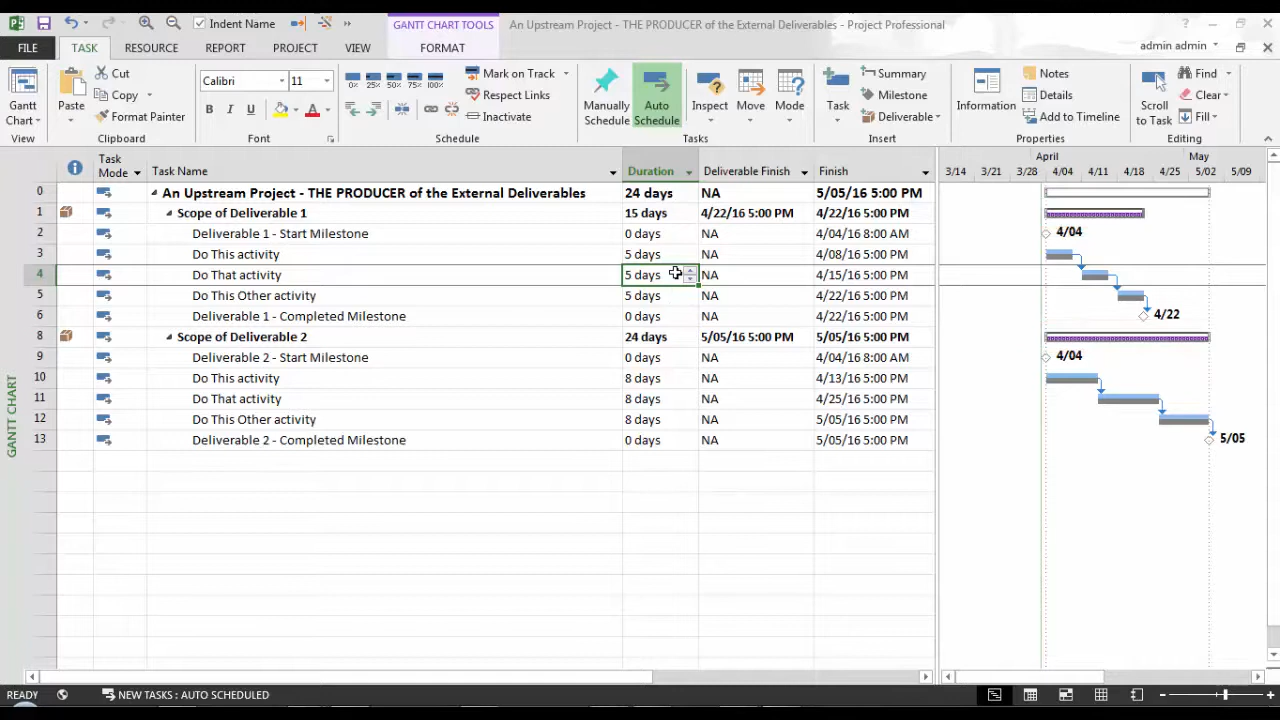 Indent Name
GANTT CHART TOOLS
An Upstream Project - THE PRODUCER of the External Deliverables - Project Professional
FILE TASK RESOURCE REPORT PROJECT VIEW FORMAT
admin admin
Gantt Chart
View
Paste
Cut
Copy
Format Painter
Clipboard
Calibri 11
B I U A
Font
0% 25% 50% 75% 100%
Mark on Track
Respect Links
Inactivate
Schedule
Manually Schedule
Auto Schedule
Inspect
Move
Mode
Tasks
Task
Summary
Milestone
Deliverable
Insert
Information
Notes
Details
Add to Timeline
Properties
Scroll to Task
Find
Clear
Fill
Editing
Task Mode Task Name Duration Deliverable Finish Finish
April May
3/14 3/21 3/28 4/04 4/11 4/18 4/25 5/02 5/09
0 An Upstream Project - THE PRODUCER of the External Deliverables 24 days NA 5/05/16 5:00 PM
1 Scope of Deliverable 1 15 days 4/22/16 5:00 PM 4/22/16 5:00 PM
2 Deliverable 1 - Start Milestone 0 days NA 4/04/16 8:00 AM 4/04
3 Do This activity 5 days NA 4/08/16 5:00 PM
4 Do That activity 5 days NA 4/15/16 5:00 PM
5 Do This Other activity 5 days NA 4/22/16 5:00 PM
6 Deliverable 1 - Completed Milestone 0 days NA 4/22/16 5:00 PM 4/22
8 Scope of Deliverable 2 24 days 5/05/16 5:00 PM 5/05/16 5:00 PM
9 Deliverable 2 - Start Milestone 0 days NA 4/04/16 8:00 AM 4/04
10 Do This activity 8 days NA 4/13/16 5:00 PM
11 Do That activity 8 days NA 4/25/16 5:00 PM
12 Do This Other activity 8 days NA 5/05/16 5:00 PM
13 Deliverable 2 - Completed Milestone 0 days NA 5/05/16 5:00 PM 5/05
GANTT CHART
READY NEW TASKS : AUTO SCHEDULED